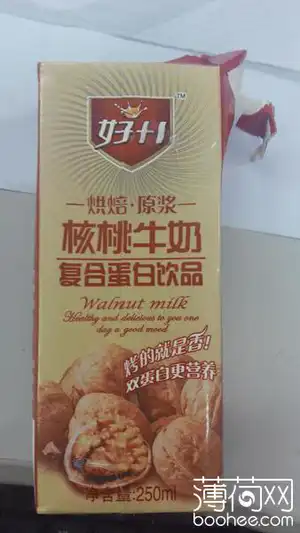 好卡1
TM
烘焙·原浆
核桃牛奶
复合蛋白饮品
Walnut milk
Healthy and delicious to you one
day a good mood
烤的就是香!
双蛋白更营养
净含量:250ml
薄荷网
boohee.com